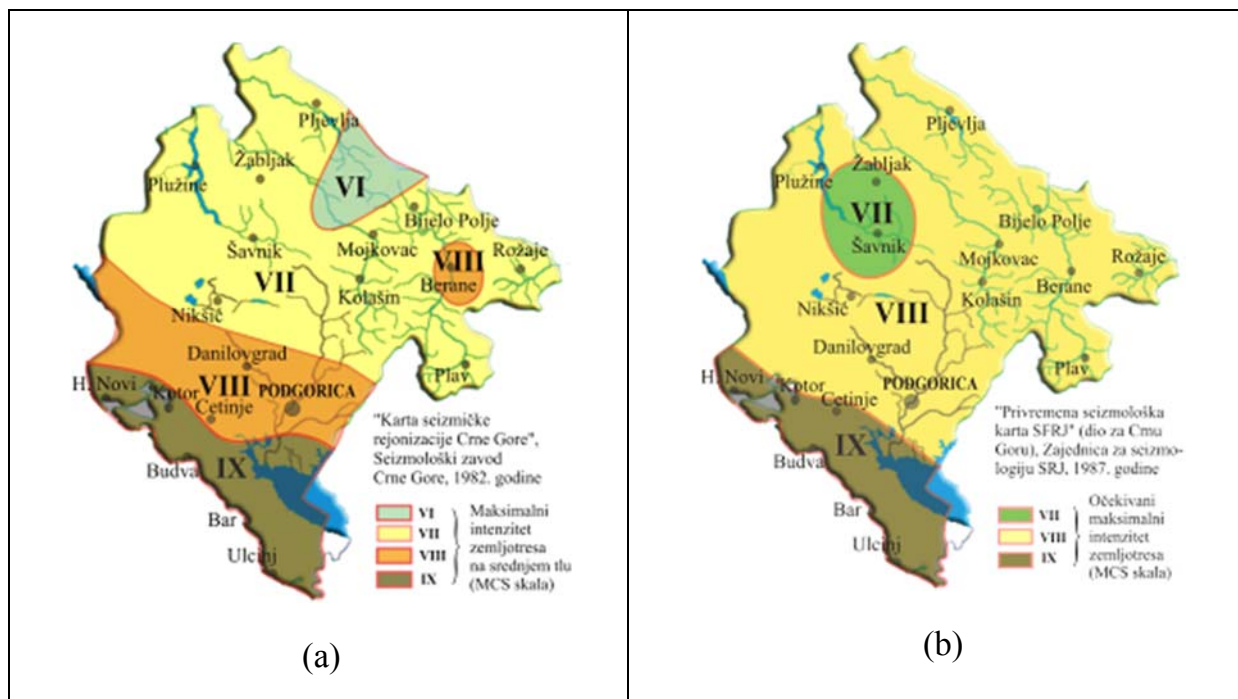 Pljevlja
Žabljak
Plužine
VI
Bijelo Polje
Šavnik
Mojkovac
Rožaje
VIII
VII
Berane
Kolašin
Nikšić
Danilovgrad
Plav
H. Novi
VIII
Kotor
PODGORICA
Cetinje
"Karta seizmičke
rejonizacije Crne Gore",
Seizmološki zavod
Crne Gore, 1982. godine
IX
Budva
Bar
Ulcinj
VI
VII
VIII
IX
Maksimalni
intenzitet
zemljotresa
na srednjem tlu
(MCS skala)
(a)
Pljevlja
Žabljak
Plužine
VII
Bijelo Polje
Šavnik
Mojkovac
Rožaje
Berane
Kolašin
Nikšić
VIII
Danilovgrad
Plav
H. Novi
Kotor
PODGORICA
Cetinje
"Privremena seizmološka
karta SFRJ" (dio za Crnu
Goru), Zajednica za seizmo-
logiju SRJ, 1987. godine
IX
Budva
Bar
Ulcinj
VII
VIII
IX
Očekivani
maksimalni
intenzitet
zemljotresa
(MCS skala)
(b)